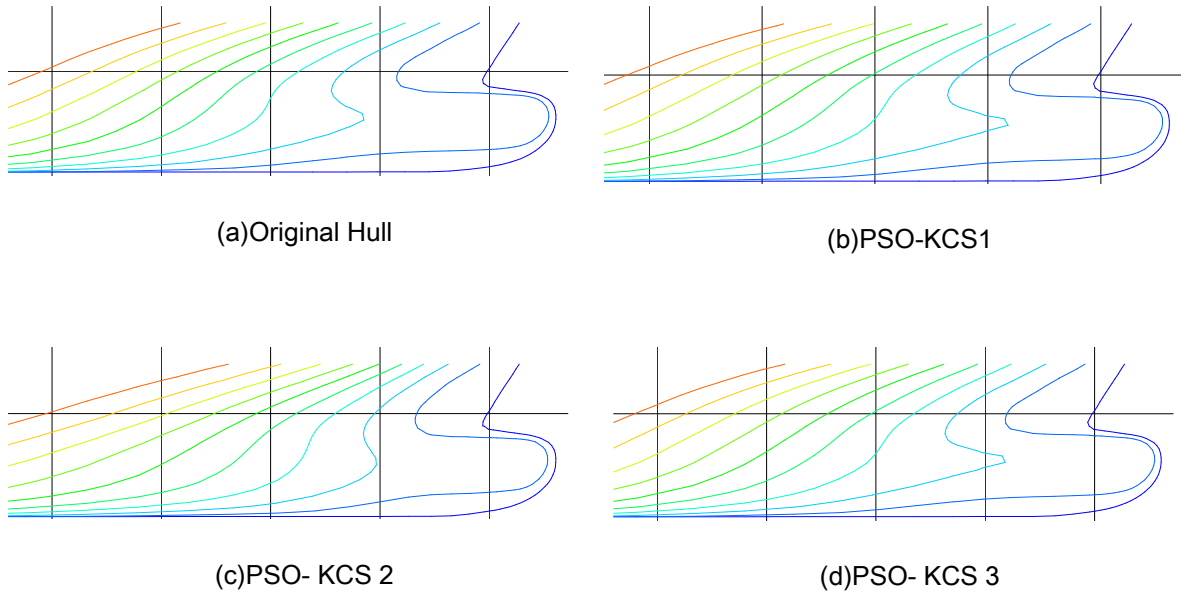 (a)Original Hull
(b)PSO-KCS1
(c)PSO- KCS 2
(d)PSO- KCS 3